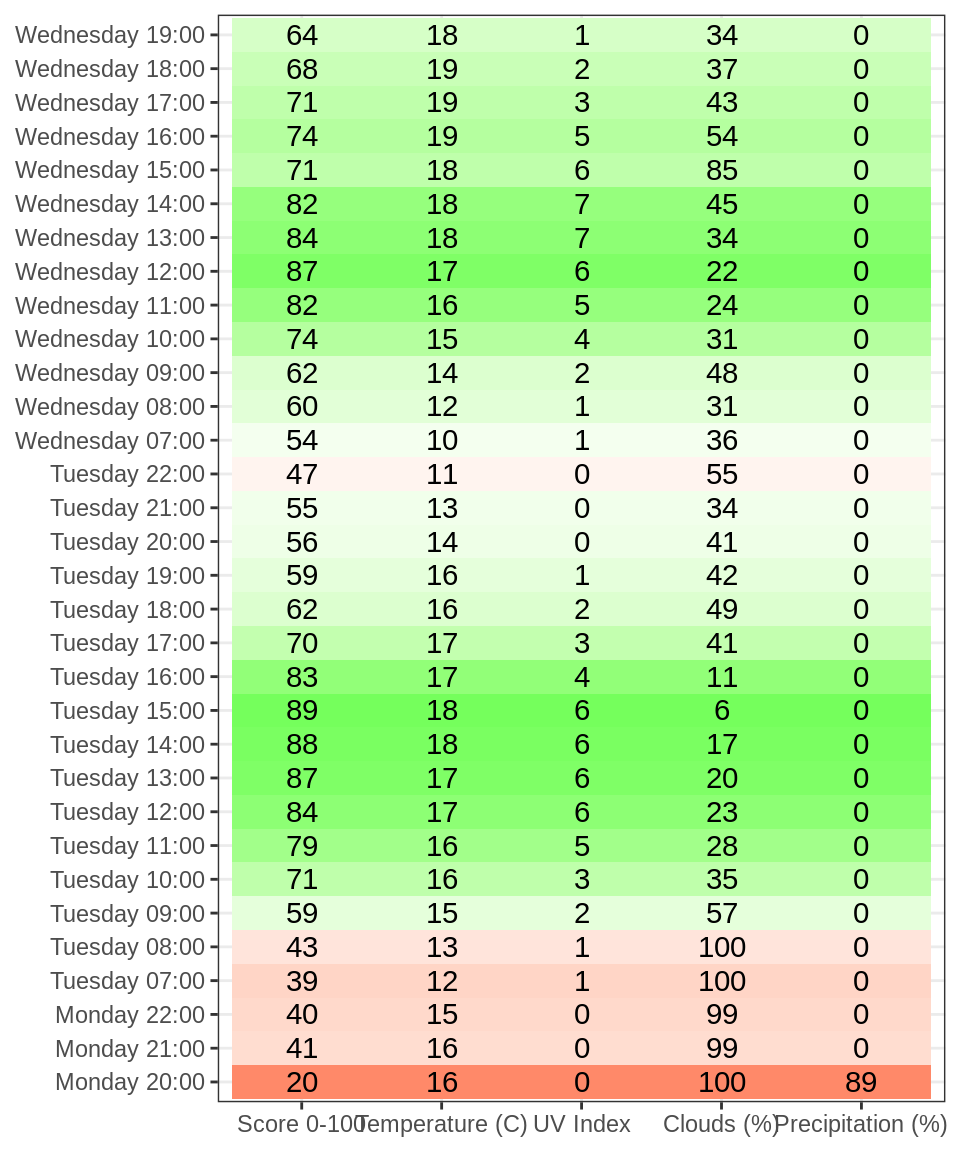 Wednesday 19:00 64 18 1 34 0
Wednesday 18:00 68 19 2 37 0
Wednesday 17:00 71 19 3 43 0
Wednesday 16:00 74 19 5 54 0
Wednesday 15:00 71 18 6 85 0
Wednesday 14:00 82 18 7 45 0
Wednesday 13:00 84 18 7 34 0
Wednesday 12:00 87 17 6 22 0
Wednesday 11:00 82 16 5 24 0
Wednesday 10:00 74 15 4 31 0
Wednesday 09:00 62 14 2 48 0
Wednesday 08:00 60 12 1 31 0
Wednesday 07:00 54 10 1 36 0
Tuesday 22:00 47 11 0 55 0
Tuesday 21:00 55 13 0 34 0
Tuesday 20:00 56 14 0 41 0
Tuesday 19:00 59 16 1 42 0
Tuesday 18:00 62 16 2 49 0
Tuesday 17:00 70 17 3 41 0
Tuesday 16:00 83 17 4 11 0
Tuesday 15:00 89 18 6 6 0
Tuesday 14:00 88 18 6 17 0
Tuesday 13:00 87 17 6 20 0
Tuesday 12:00 84 17 6 23 0
Tuesday 11:00 79 16 5 28 0
Tuesday 10:00 71 16 3 35 0
Tuesday 09:00 59 15 2 57 0
Tuesday 08:00 43 13 1 100 0
Tuesday 07:00 39 12 1 100 0
Monday 22:00 40 15 0 99 0
Monday 21:00 41 16 0 99 0
Monday 20:00 20 16 0 100 89
Score 0-100 Temperature (C) UV Index Clouds (%) Precipitation (%)